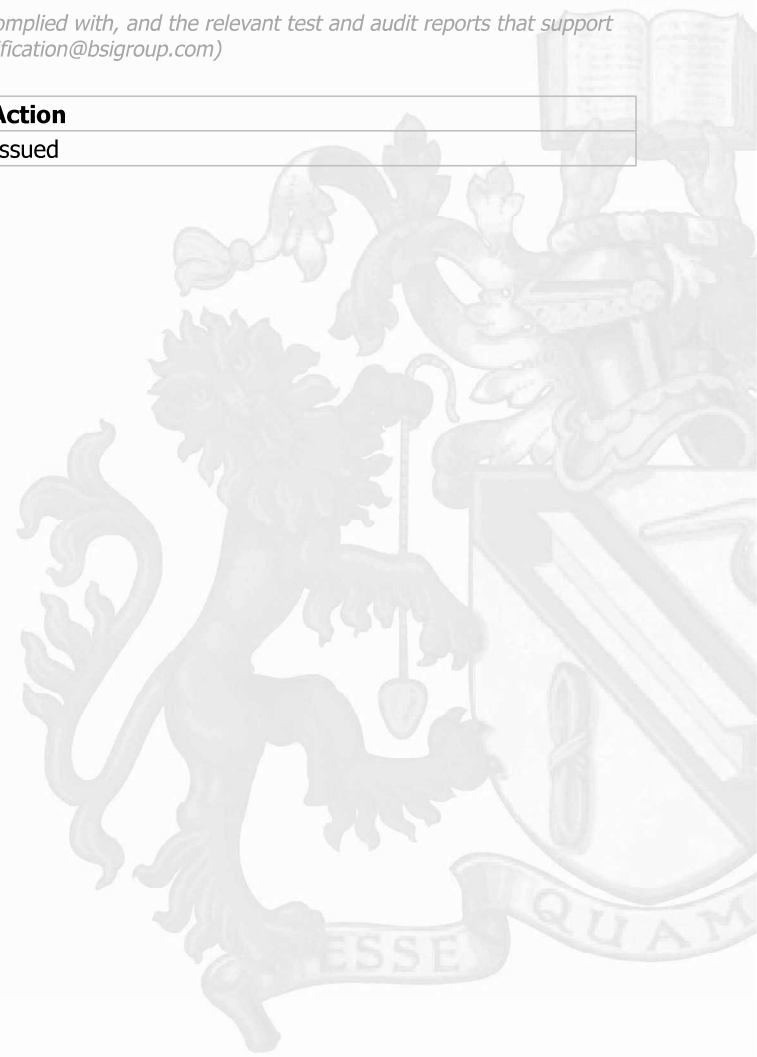 omplied with, and the relevant test and audit reports that support
fication@bsigroup.com)
Action
ssued
ESSE QUAM